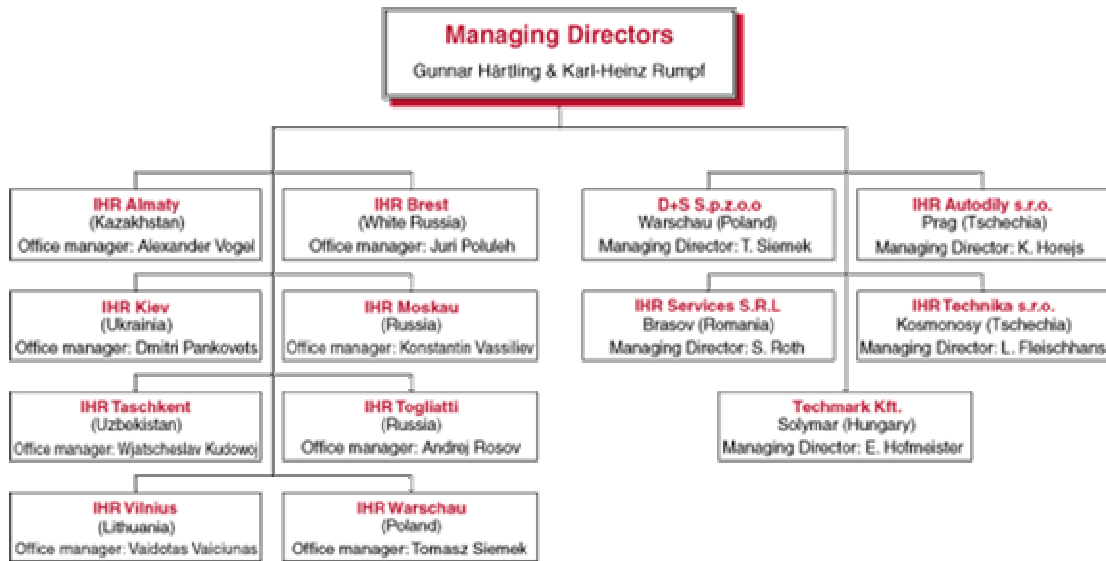 Managing Directors
Gunnar Härtling & Karl-Heinz Rumpf
IHR Almaty
(Kazakhstan)
Office manager: Alexander Vogel
IHR Brest
(White Russia)
Office manager: Juri Poluleh
D+S S.p.z.o.o
Warschau (Poland)
Managing Director: T. Siemek
IHR Autodily s.r.o.
Prag (Tschechia)
Managing Director: K. Horejs
IHR Kiev
(Ukrainia)
Office manager: Dmitri Pankovets
IHR Moskau
(Russia)
Office manager: Konstantin Vassiliev
IHR Services S.R.L
Brasov (Romania)
Managing Director: S. Roth
IHR Technika s.r.o.
Kosmonosy (Tschechia)
Managing Director: L. Fleischhans
IHR Taschkent
(Uzbekistan)
Office manager: Wjatscheslav Kudowoj
IHR Togliatti
(Russia)
Office manager: Andrej Rosov
Techmark Kft.
Solymar (Hungary)
Managing Director: E. Hofmeister
IHR Vilnius
(Lithuania)
Office manager: Vaidotas Vaiciunas
IHR Warschau
(Poland)
Office manager: Tomasz Siemek